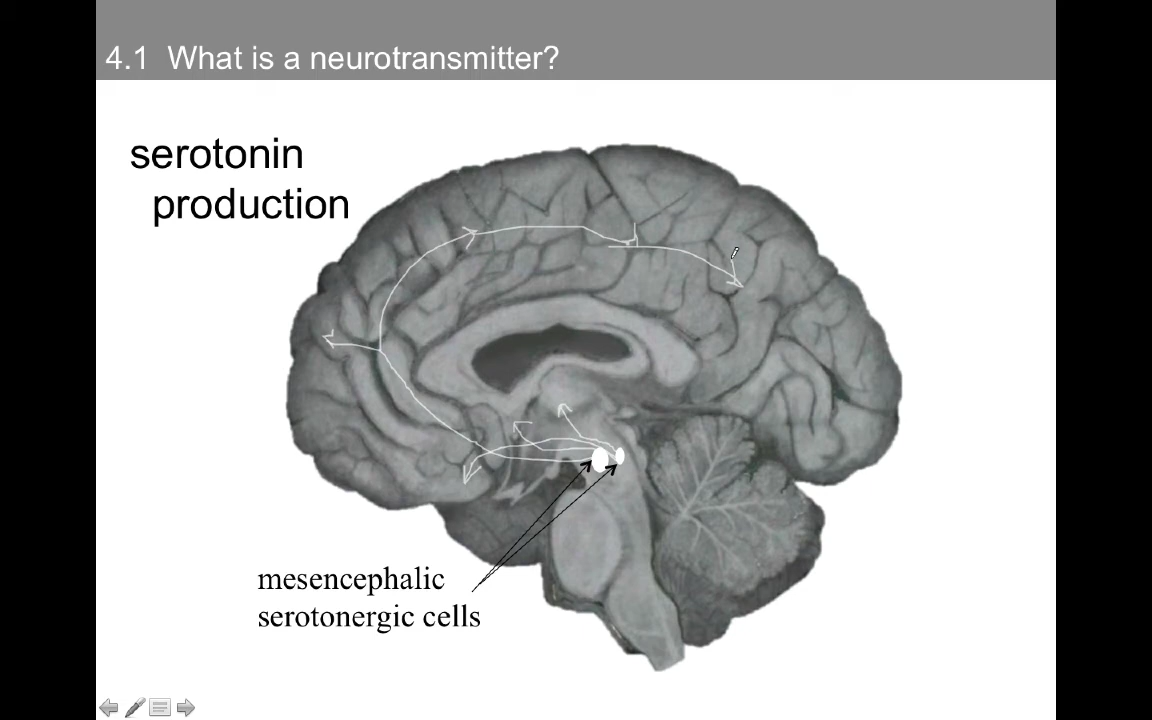 4.1 What is a neurotransmitter?
serotonin
production
mesencephalic
serotonergic cells